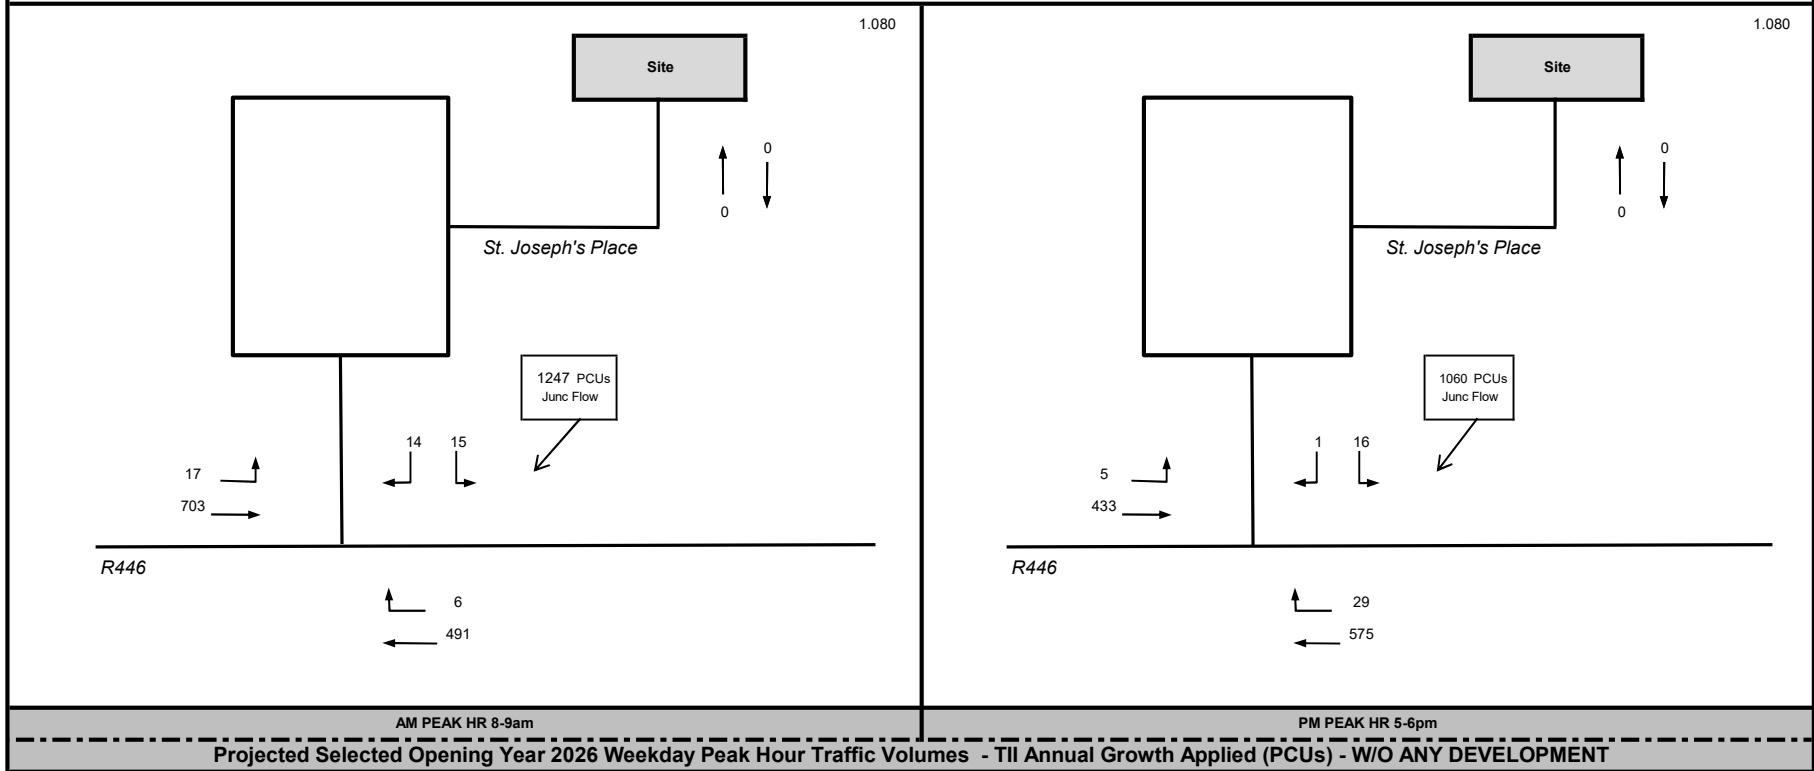 1.080
Site
0
0
St. Joseph's Place
1247 PCUs
Junc Flow
14 15
17
703
R446
6
491
AM PEAK HR 8-9am
1.080
Site
0
0
St. Joseph's Place
1060 PCUs
Junc Flow
1 16
5
433
R446
29
575
PM PEAK HR 5-6pm
Projected Selected Opening Year 2026 Weekday Peak Hour Traffic Volumes - TII Annual Growth Applied (PCUs) - W/O ANY DEVELOPMENT